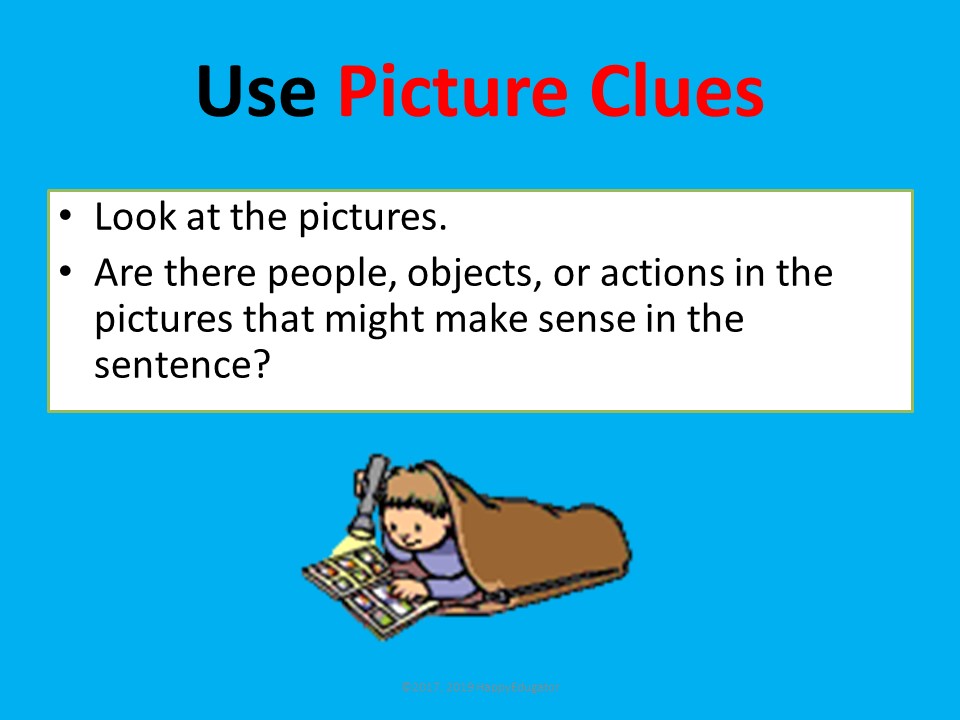 Use Picture Clues
• Look at the pictures.
• Are there people, objects, or actions in the
pictures that might make sense in the
sentence?